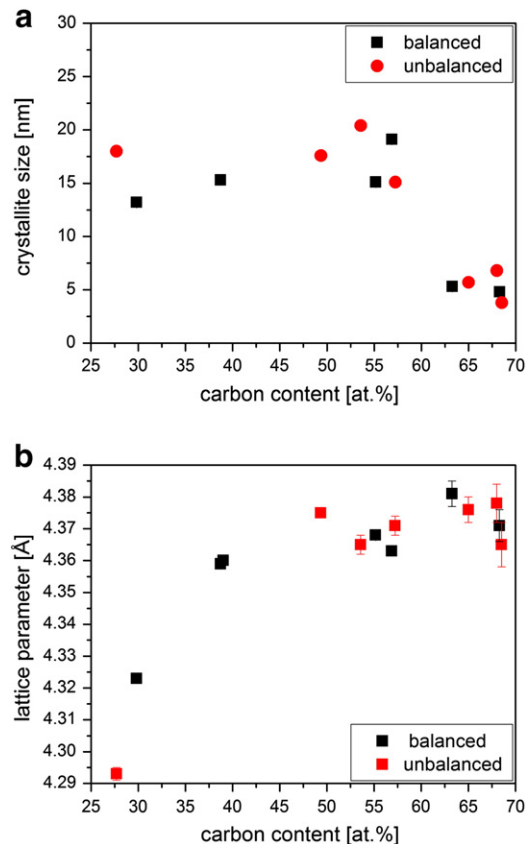 a
30
25
20
15
10
5
0
crystallite size [nm]
balanced
unbalanced
25 30 35 40 45 50 55 60 65 70
carbon content [at.%]
b
4.39
4.38
4.37
4.36
4.35
4.34
4.33
4.32
4.31
4.30
4.29
lattice parameter [Å]
balanced
unbalanced
25 30 35 40 45 50 55 60 65 70
carbon content [at.%]